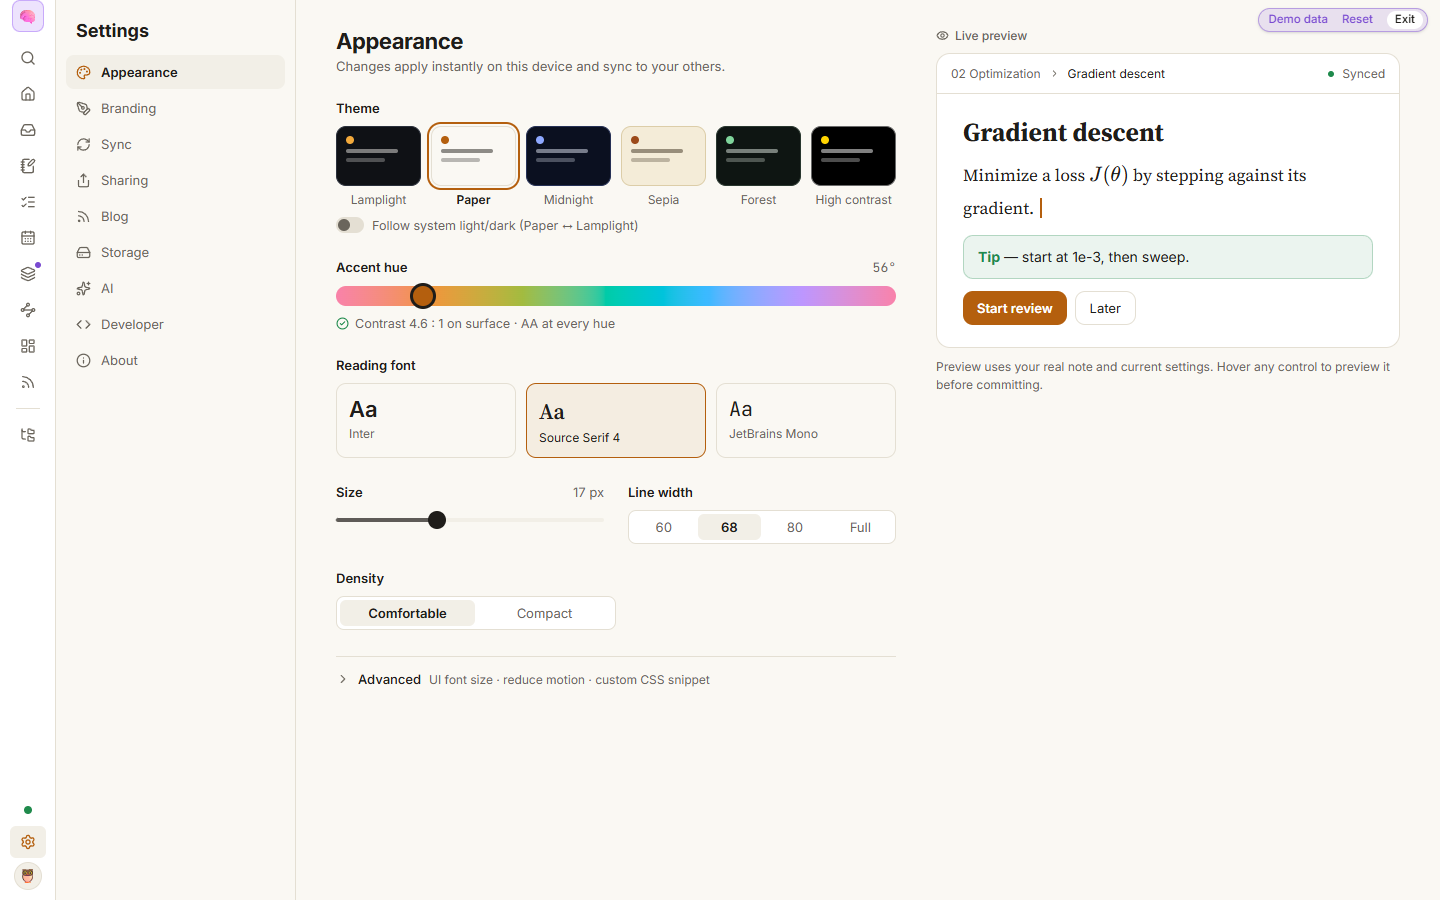 Settings
Appearance
Branding
Sync
Sharing
Blog
Storage
AI
Developer
About
Appearance
Changes apply instantly on this device and sync to your others.
Theme
Lamplight
Paper
Midnight
Sepia
Forest
High contrast
Follow system light/dark (Paper ↔ Lamplight)
Accent hue
56°
Contrast 4.6 : 1 on surface · AA at every hue
Reading font
Aa
Inter
Aa
Source Serif 4
Aa
JetBrains Mono
Size
17 px
Line width
60
68
80
Full
Density
Comfortable
Compact
Advanced UI font size · reduce motion · custom CSS snippet
Demo data Reset Exit
Live preview
02 Optimization › Gradient descent
Synced
Gradient descent
Minimize a loss J(θ) by stepping against its
gradient.
Tip — start at 1e-3, then sweep.
Start review
Later
Preview uses your real note and current settings. Hover any control to preview it
before committing.